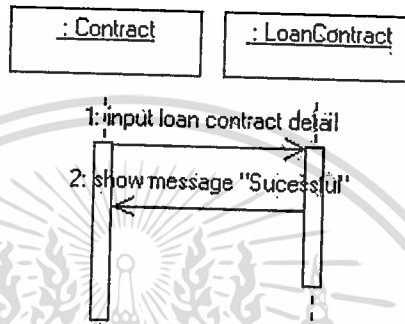 : Contract
: LoanContract
1: input loan contract detail
2: show message "Sucessful"